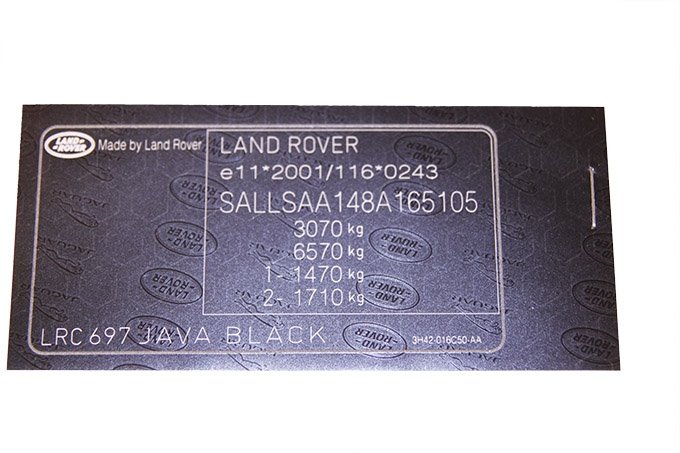 LAND ROVER
Made by Land Rover
LAND ROVER
e11*2001/116*0243
SALLSAA148A165105
3070 kg
6570 kg
1- 1470 kg
2- 1710 kg
LRC 697 JAVA BLACK
3H42-016C50-AA